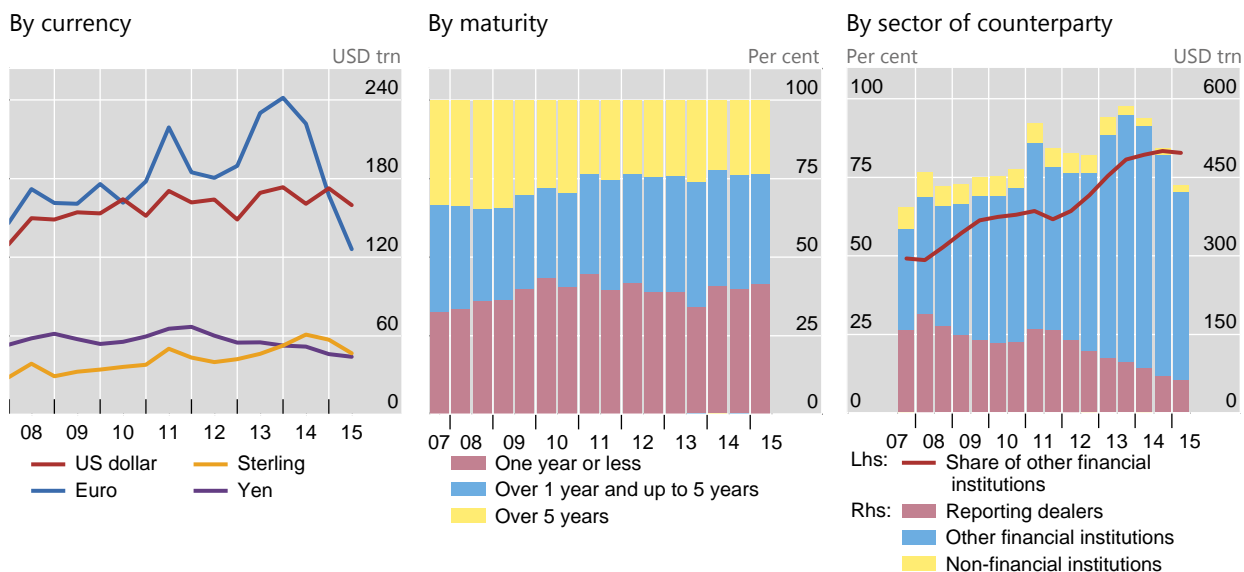 By currency
USD trn
240
180
120
60
0
08 09 10 11 12 13 14 15
US dollar
Euro
Sterling
Yen
By maturity
Per cent
100
75
50
25
0
07 08 09 10 11 12 13 14 15
One year or less
Over 1 year and up to 5 years
Over 5 years
By sector of counterparty
Per cent
USD trn
100
75
50
25
0
600
450
300
150
0
07 08 09 10 11 12 13 14 15
Lhs:
Share of other financial
institutions
Rhs:
Reporting dealers
Other financial institutions
Non-financial institutions